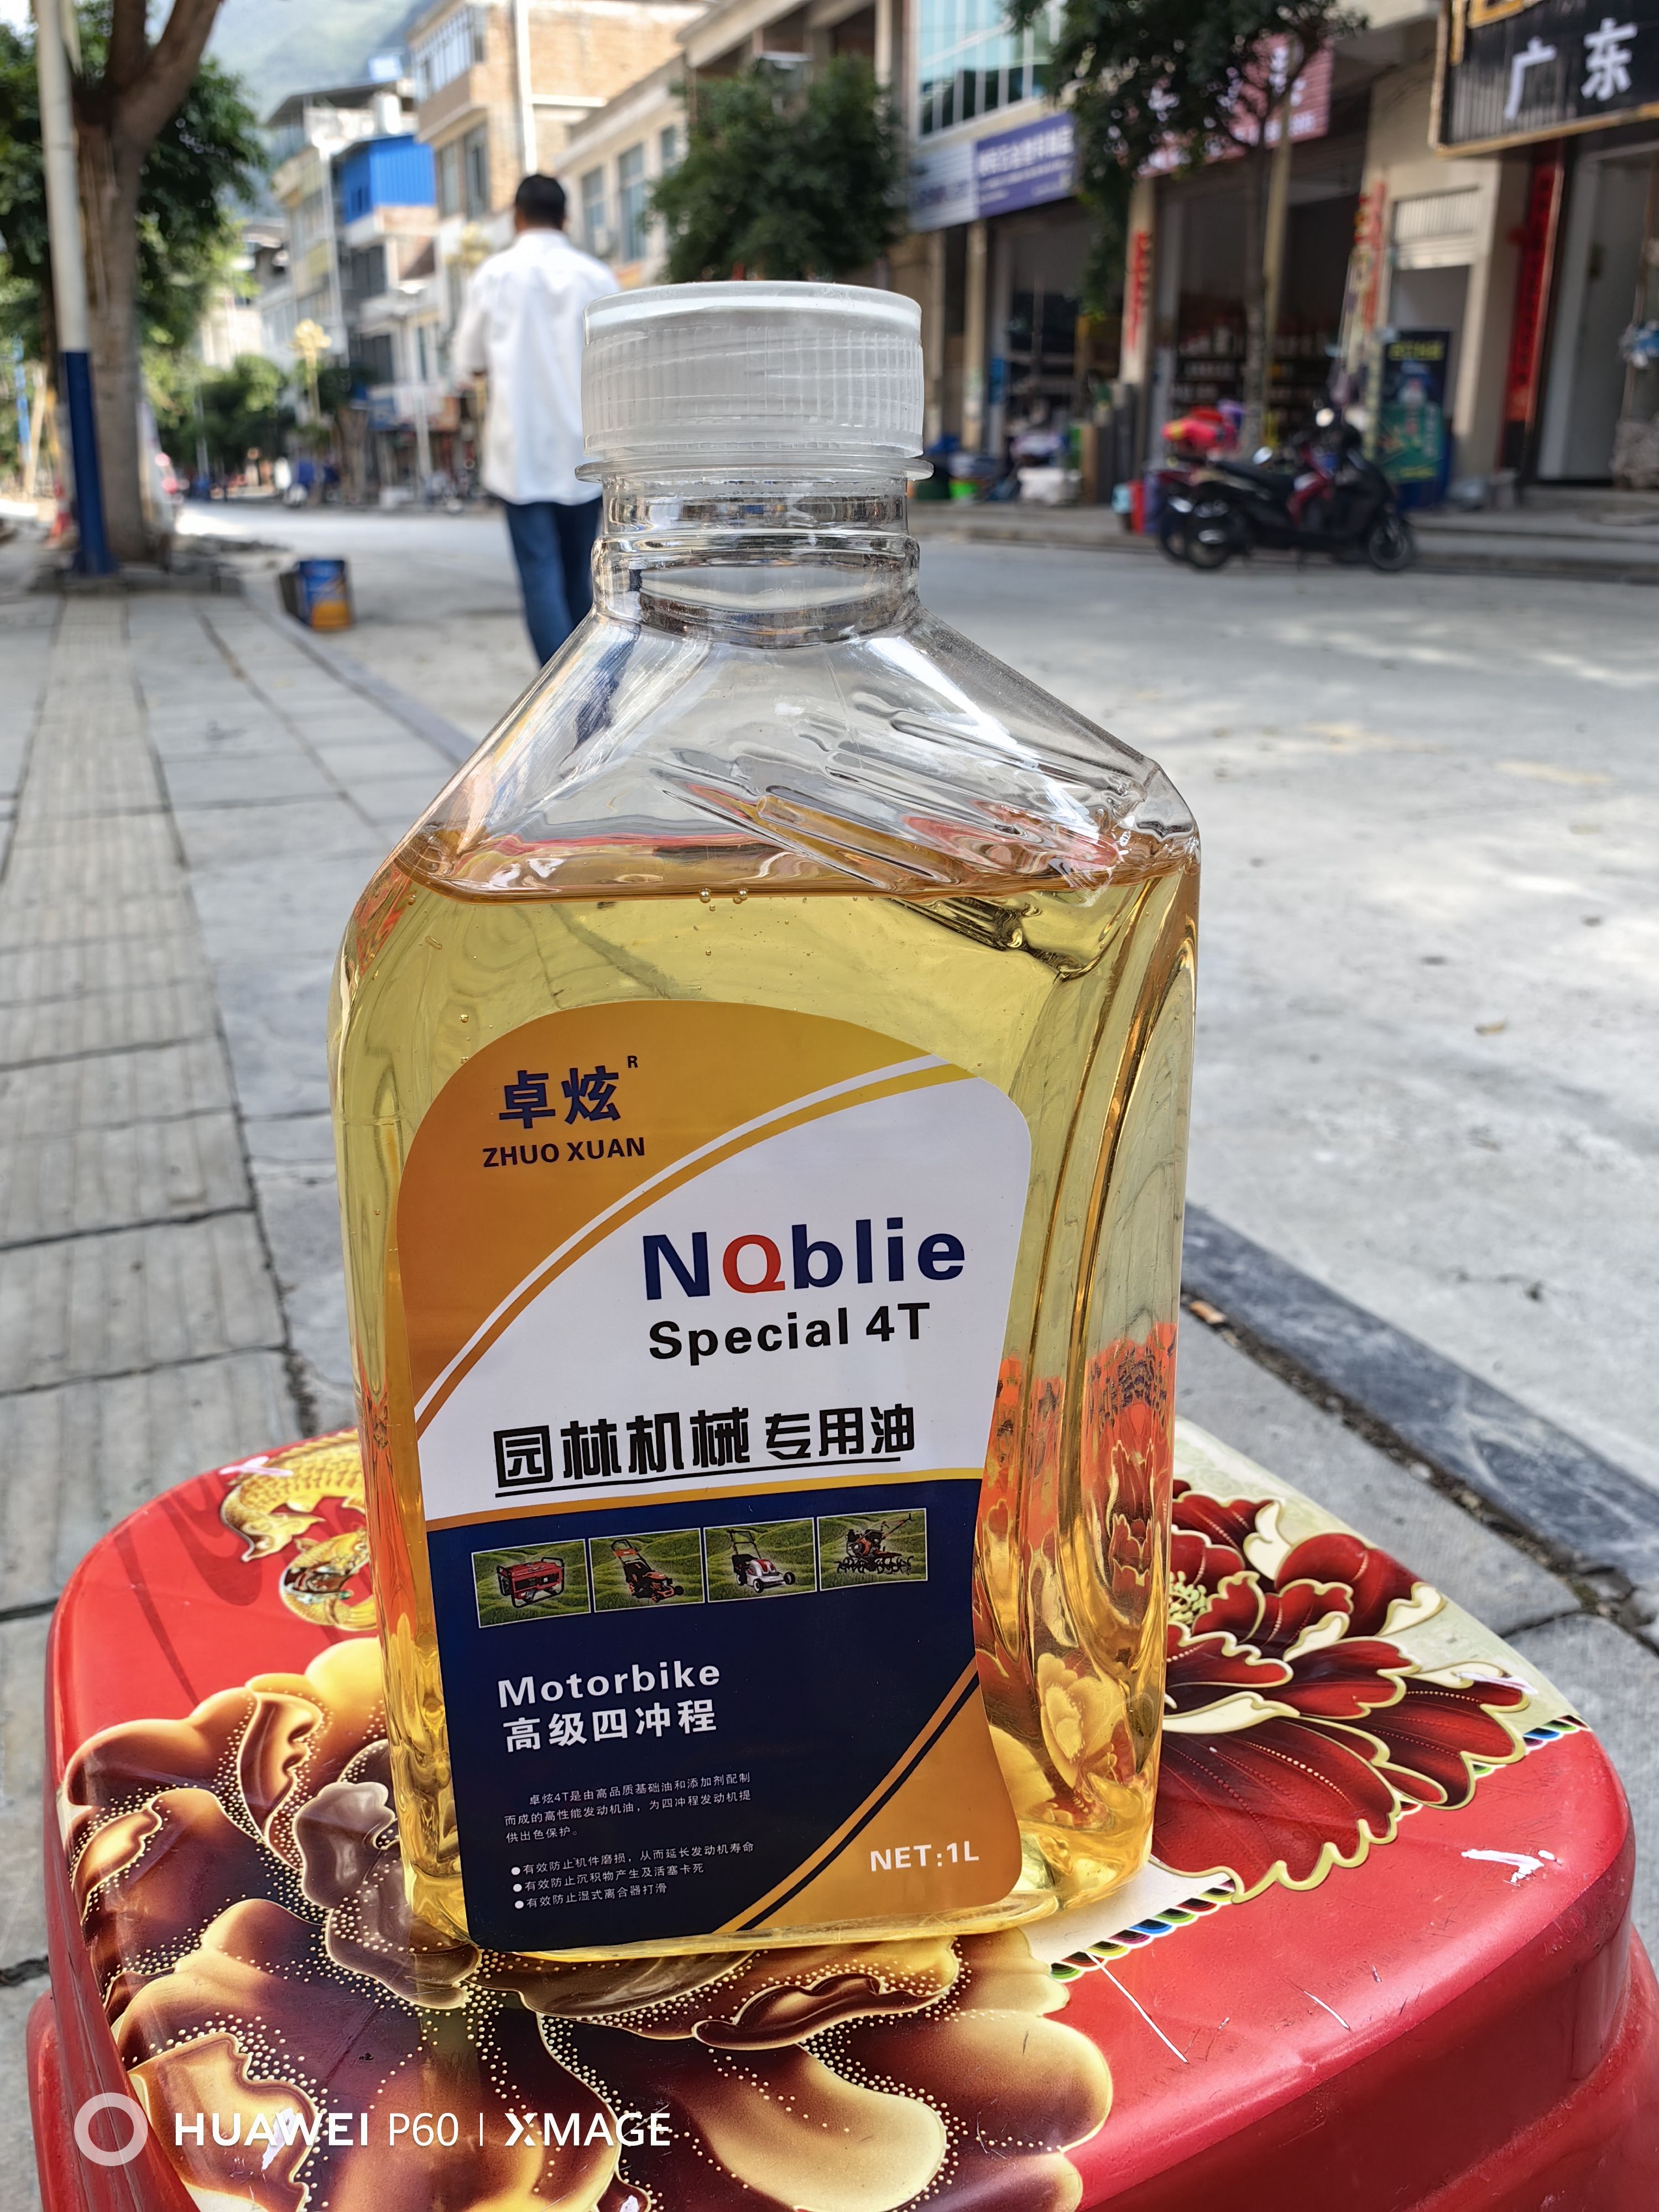 广东
卓炫R
ZHUO XUAN
NQblie
Special 4T
园林机械 专用油
Motorbike
高级四冲程
卓炫4T是由高品质基础油和添加剂配制
而成的高性能发动机油，为四冲程发动机提
供出色保护。
●有效防止机件磨损，从而延长发动机寿命
●有效防止沉积物产生及活塞卡死
●有效防止湿式离合器打滑
NET:1L
HUAWEI P60 | XMAGE